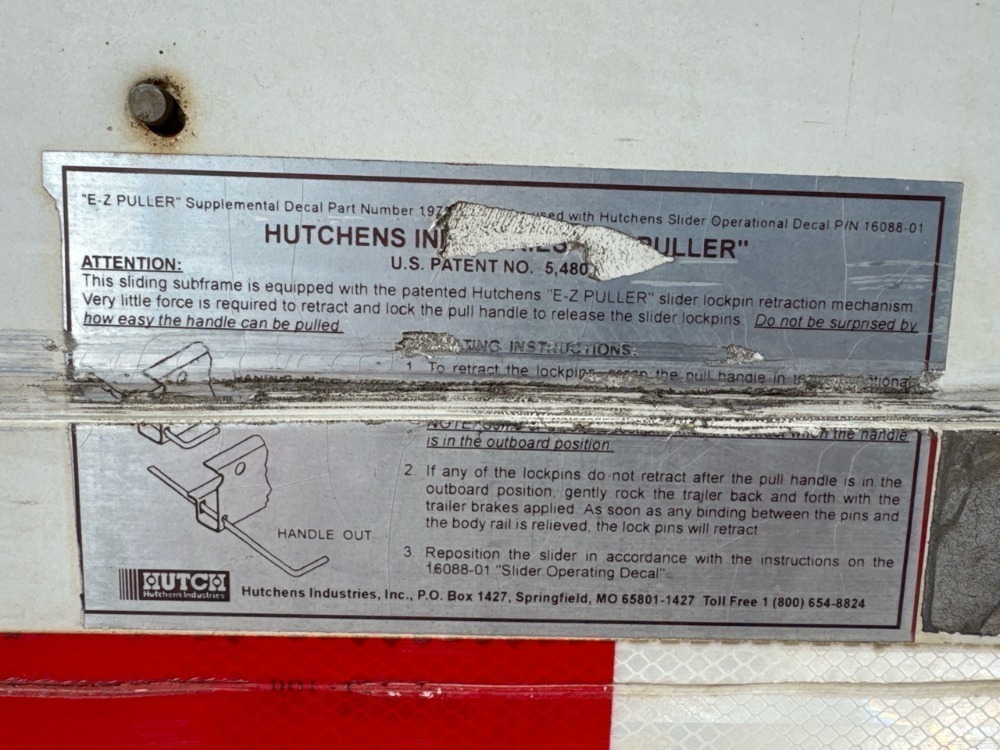 "E-Z PULLER" Supplemental Decal Part Number 197 used with Hutchens Slider Operational Decal P/N 16088-01
HUTCHENS IN PULLER"
U.S. PATENT NO. 5,480
ATTENTION:
This sliding subframe is equipped with the patented Hutchens "E-Z PULLER" slider lockpin retraction mechanism
Very little force is required to retract and lock the pull handle to release the slider lockpins Do not be surprised by
how easy the handle can be pulled.
INSTRUCTIONS:
1 To retract the lockpins, the pull handle in
the handle
is in the outboard position
2. If any of the lockpins do not retract after the pull handle is in the
outboard position, gently rock the trailer back and forth with the
trailer brakes applied. As soon as any binding between the pins and
the body rail is relieved, the lock pins will retract
HANDLE OUT
3. Reposition the slider in accordance with the instructions on the
16088-01 "Slider Operating Decal"
HUTCH
Hutchens Industries
Hutchens Industries, Inc., P.O. Box 1427, Springfield, MO 65801-1427 Toll Free 1 (800) 654-8824